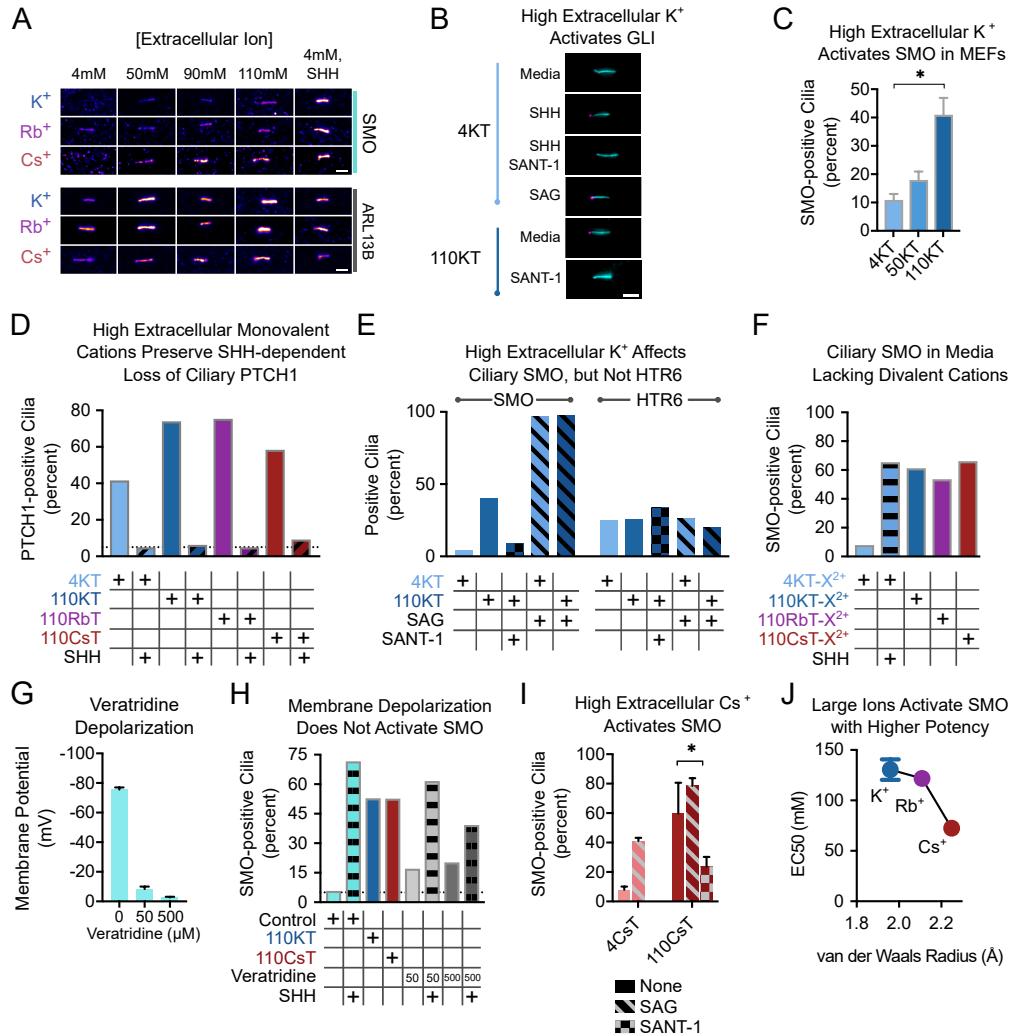 A
[Extracellular Ion]
4mM 50mM 90mM 110mM 4mM, SHH
K⁺
Rb⁺
Cs⁺
SMO
K⁺
Rb⁺
Cs⁺
ARL13B
B
High Extracellular K⁺
Activates GLI
4KT
Media
SHH
SHH
SANT-1
SAG
110KT
Media
SANT-1
C
High Extracellular K⁺
Activates SMO in MEFs
*
SMO-positive Cilia
(percent)
50
40
30
20
10
0
4KT
50KT
110KT
D
High Extracellular Monovalent
Cations Preserve SHH-dependent
Loss of Ciliary PTCH1
PTCH1-positive Cilia
(percent)
80
60
40
20
0
4KT + +
110KT + +
110RbT + +
110CsT + +
SHH + + + +
E
High Extracellular K⁺ Affects
Ciliary SMO, but Not HTR6
SMO HTR6
Positive Cilia
(percent)
100
50
0
4KT + + + +
110KT + + + + + +
SAG + + + +
SANT-1 + +
F
Ciliary SMO in Media
Lacking Divalent Cations
SMO-positive Cilia
(percent)
100
80
60
40
20
0
4KT-X²⁺ + +
110KT-X²⁺ +
110RbT-X²⁺ +
110CsT-X²⁺ +
SHH +
G
Veratridine
Depolarization
Membrane Potential
(mV)
-100
-80
-60
-40
-20
0
0 50 500
Veratridine (μM)
H
Membrane Depolarization
Does Not Activate SMO
SMO-positive Cilia
(percent)
75
60
45
30
15
0
Control + +
110KT +
110CsT +
Veratridine 50 50 500 500
SHH + + +
I
High Extracellular Cs⁺
Activates SMO
*
SMO-positive Cilia
(percent)
100
80
60
40
20
0
4CsT
110CsT
None
SAG
SANT-1
J
Large Ions Activate SMO
with Higher Potency
EC50 (mM)
150
100
50
0
K⁺
Rb⁺
Cs⁺
1.8 2.0 2.2
van der Waals Radius (Å)